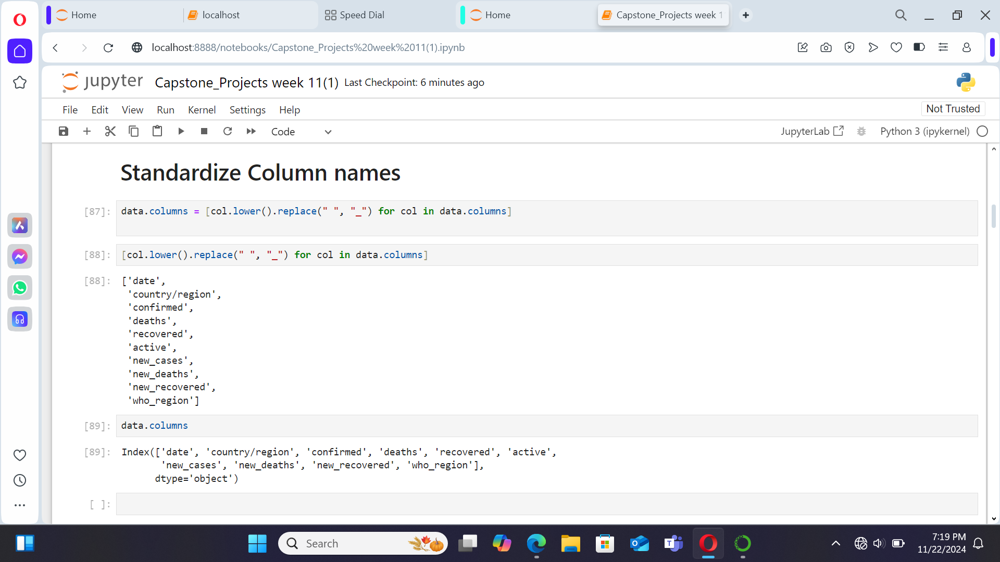 Home
localhost
Speed Dial
Home
Capstone_Projects week 1
localhost:8888/notebooks/Capstone_Projects%20week%2011(1).ipynb
jupyter
Capstone_Projects week 11(1)
Last Checkpoint: 6 minutes ago
File Edit View Run Kernel Settings Help
Not Trusted
Code
JupyterLab
Python 3 (ipykernel)
Standardize Column names
[87]: data.columns = [col.lower().replace(" ", "_") for col in data.columns]
[88]: [col.lower().replace(" ", "_") for col in data.columns]
[88]: ['date',
'country/region',
'confirmed',
'deaths',
'recovered',
'active',
'new_cases',
'new_deaths',
'new_recovered',
'who_region']
[89]: data.columns
[89]: Index(['date', 'country/region', 'confirmed', 'deaths', 'recovered', 'active',
'new_cases', 'new_deaths', 'new_recovered', 'who_region'],
dtype='object')
[ ]:
Search
7:19 PM
11/22/2024